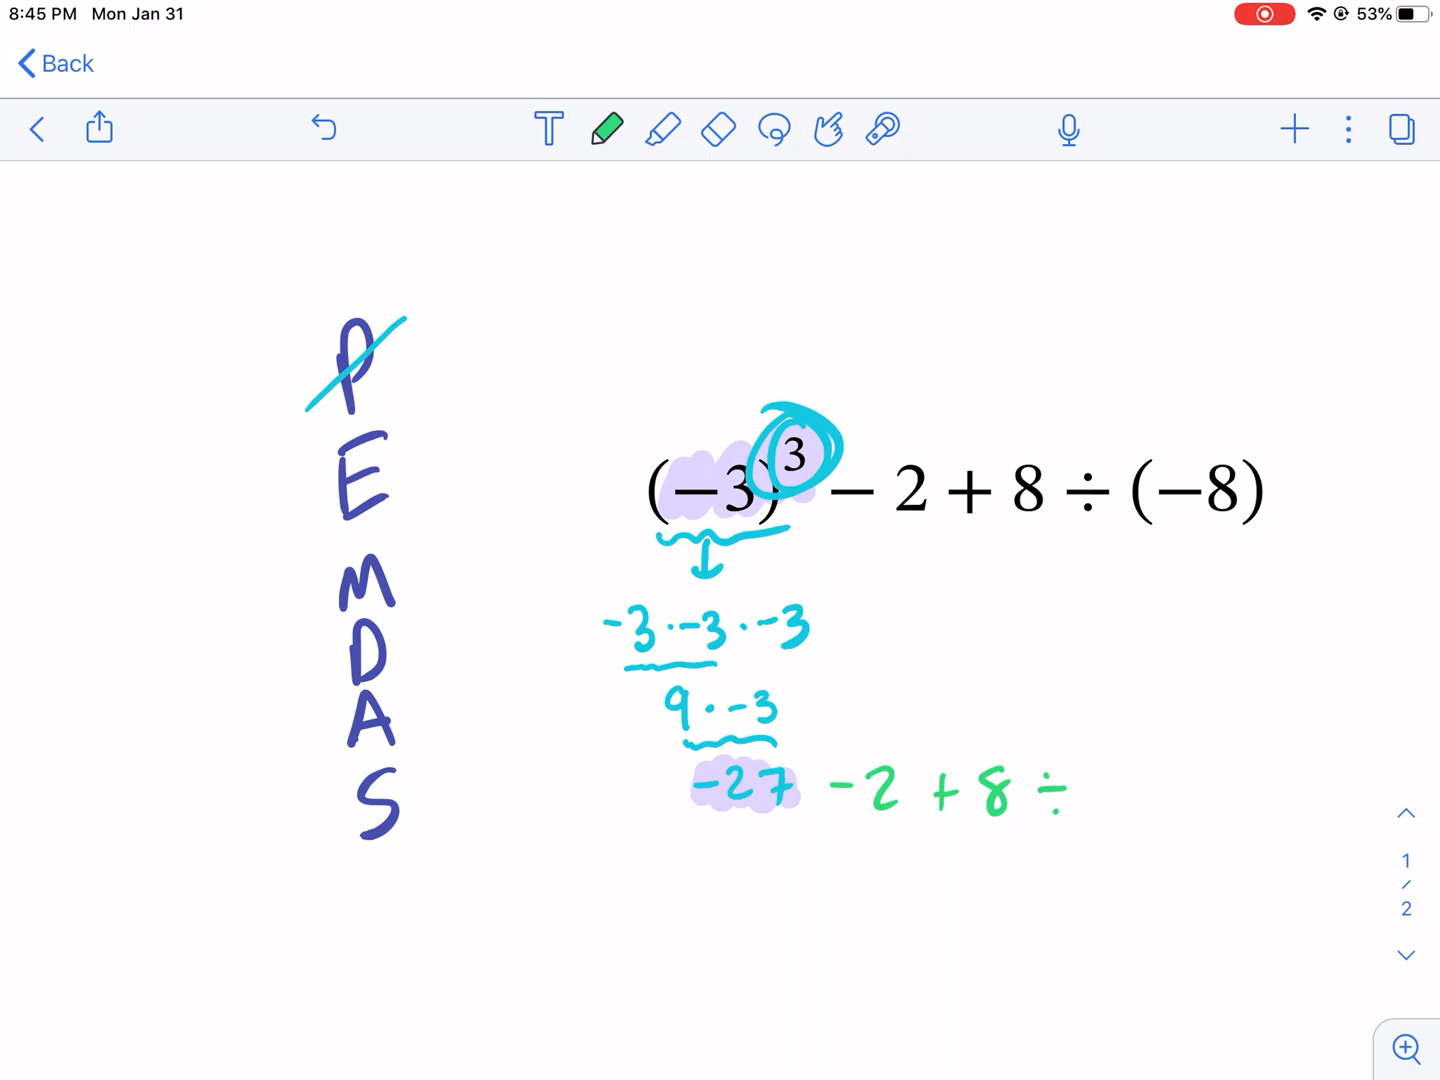 8:45 PM Mon Jan 31 53%
Back
T
P
E
M
D
A
S
(−3)³ − 2 + 8 ÷ (−8)
-3 · -3 · -3
9 · -3
-27 - 2 + 8 ÷
1
/
2